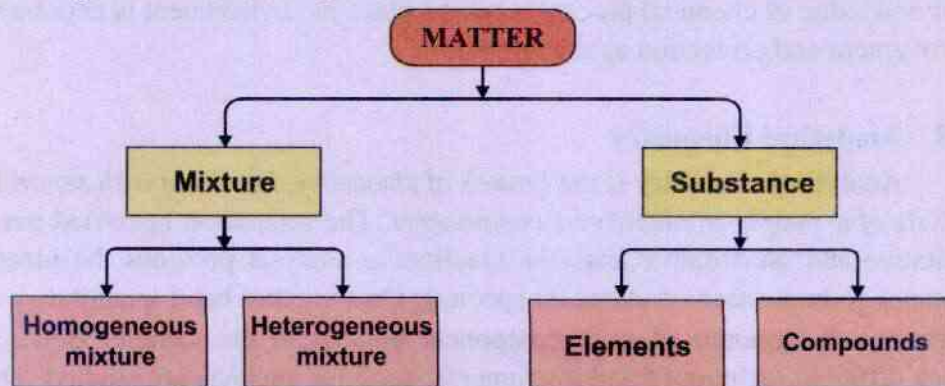 MATTER
Mixture
Substance
Homogeneous
mixture
Heterogeneous
mixture
Elements
Compounds